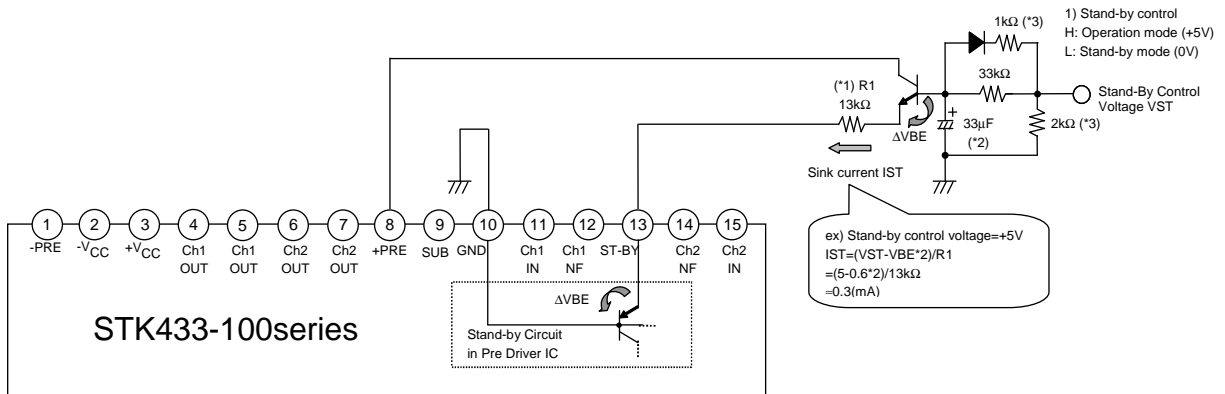 1kΩ (*3)
1) Stand-by control
H: Operation mode (+5V)
L: Stand-by mode (0V)
(*1) R1
13kΩ
33kΩ
Stand-By Control
Voltage VST
ΔVBE
+
33μF
(*2)
2kΩ (*3)
Sink current IST
ex) Stand-by control voltage=+5V
IST=(VST-VBE*2)/R1
=(5-0.6*2)/13kΩ
≈0.3(mA)
1 2 3 4 5 6 7 8 9 10 11 12 13 14 15
-PRE -VCC +VCC Ch1 Ch1 Ch2 Ch2 +PRE SUB GND Ch1 Ch1 ST-BY Ch2 Ch2
OUT OUT OUT OUT IN NF NF IN
ΔVBE
STK433-100series
Stand-by Circuit
in Pre Driver IC